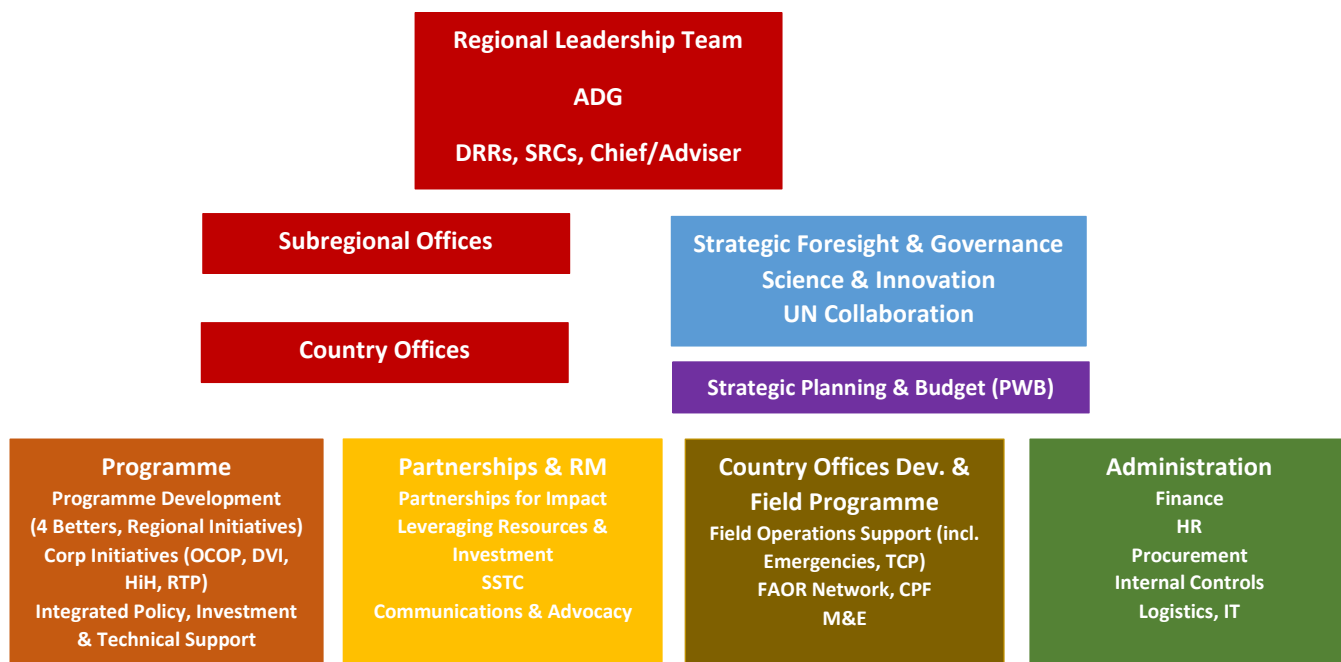 Regional Leadership Team
ADG
DRRs, SRCs, Chief/Adviser
Subregional Offices
Strategic Foresight & Governance
Science & Innovation
UN Collaboration
Country Offices
Strategic Planning & Budget (PWB)
Programme
Programme Development
(4 Betters, Regional Initiatives)
Corp Initiatives (OCOP, DVI,
HiH, RTP)
Integrated Policy, Investment
& Technical Support
Partnerships & RM
Partnerships for Impact
Leveraging Resources &
Investment
SSTC
Communications & Advocacy
Country Offices Dev. &
Field Programme
Field Operations Support (incl.
Emergencies, TCP)
FAOR Network, CPF
M&E
Administration
Finance
HR
Procurement
Internal Controls
Logistics, IT